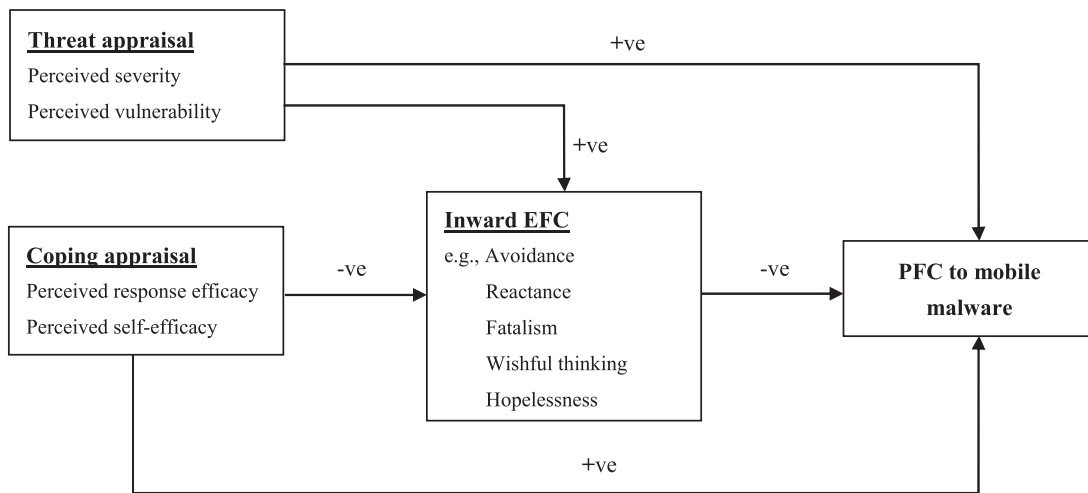 Threat appraisal
Perceived severity
Perceived vulnerability
+ve
+ve
Coping appraisal
Perceived response efficacy
Perceived self-efficacy
-ve
Inward EFC
e.g., Avoidance
Reactance
Fatalism
Wishful thinking
Hopelessness
-ve
PFC to mobile
malware
+ve